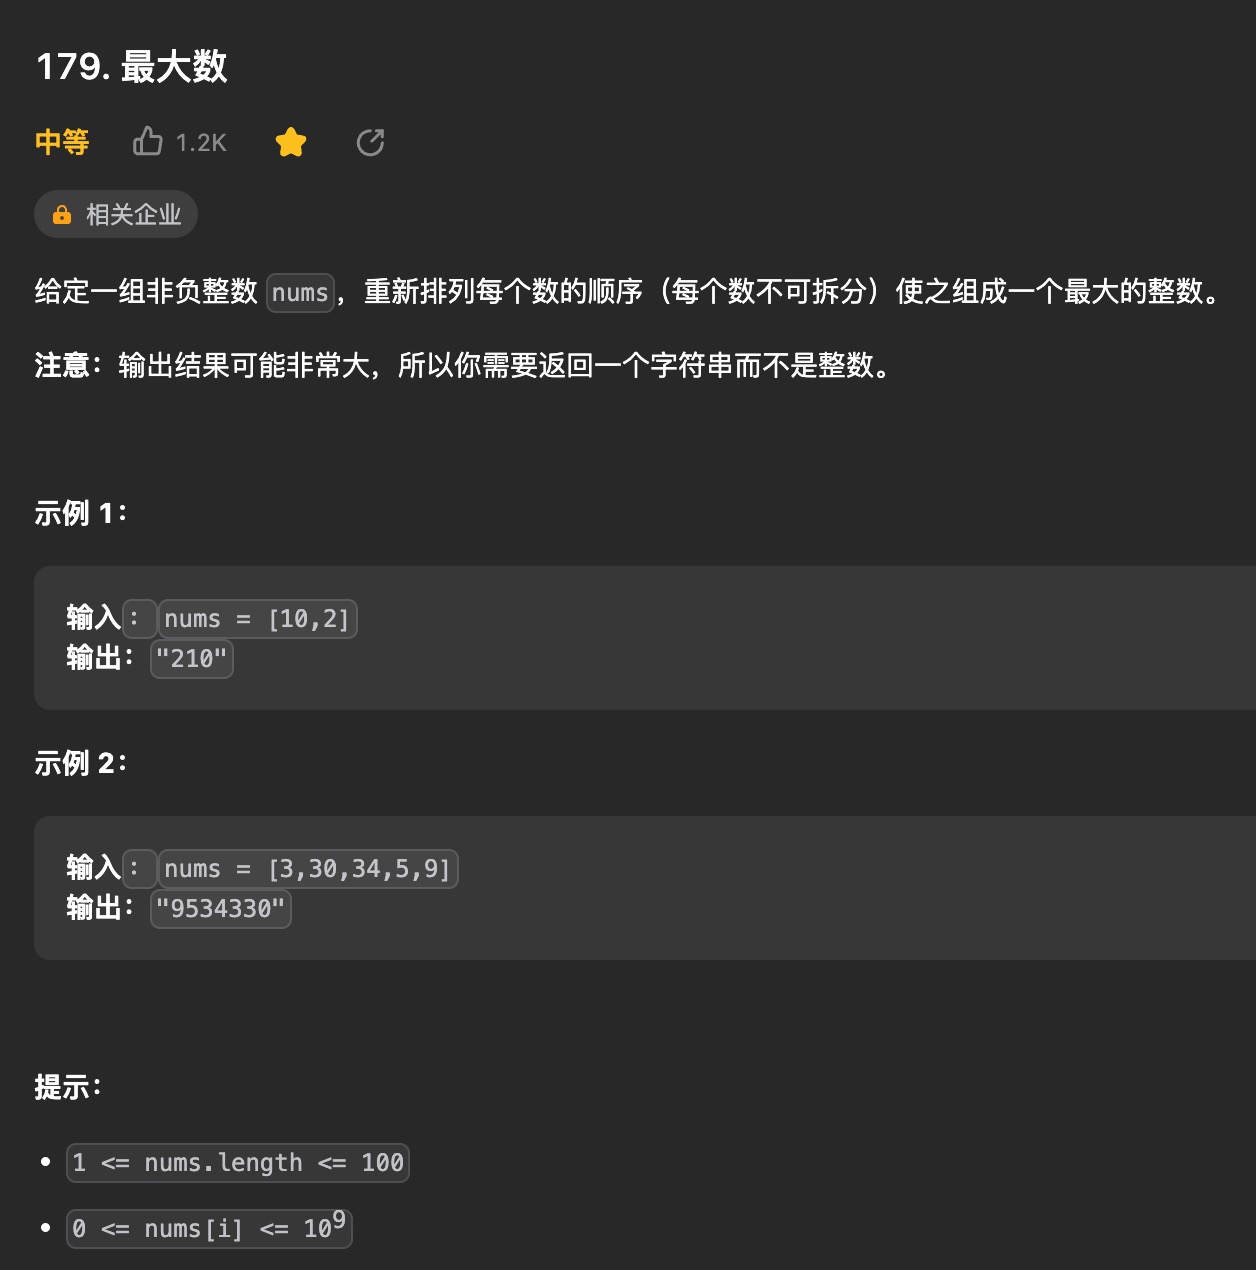 179. 最大数
中等 1.2K
相关企业
给定一组非负整数 nums，重新排列每个数的顺序（每个数不可拆分）使之组成一个最大的整数。
注意：输出结果可能非常大，所以你需要返回一个字符串而不是整数。
示例 1：
输入：nums = [10,2]
输出："210"
示例 2：
输入：nums = [3,30,34,5,9]
输出："9534330"
提示：
• 1 <= nums.length <= 100
• 0 <= nums[i] <= 10⁹